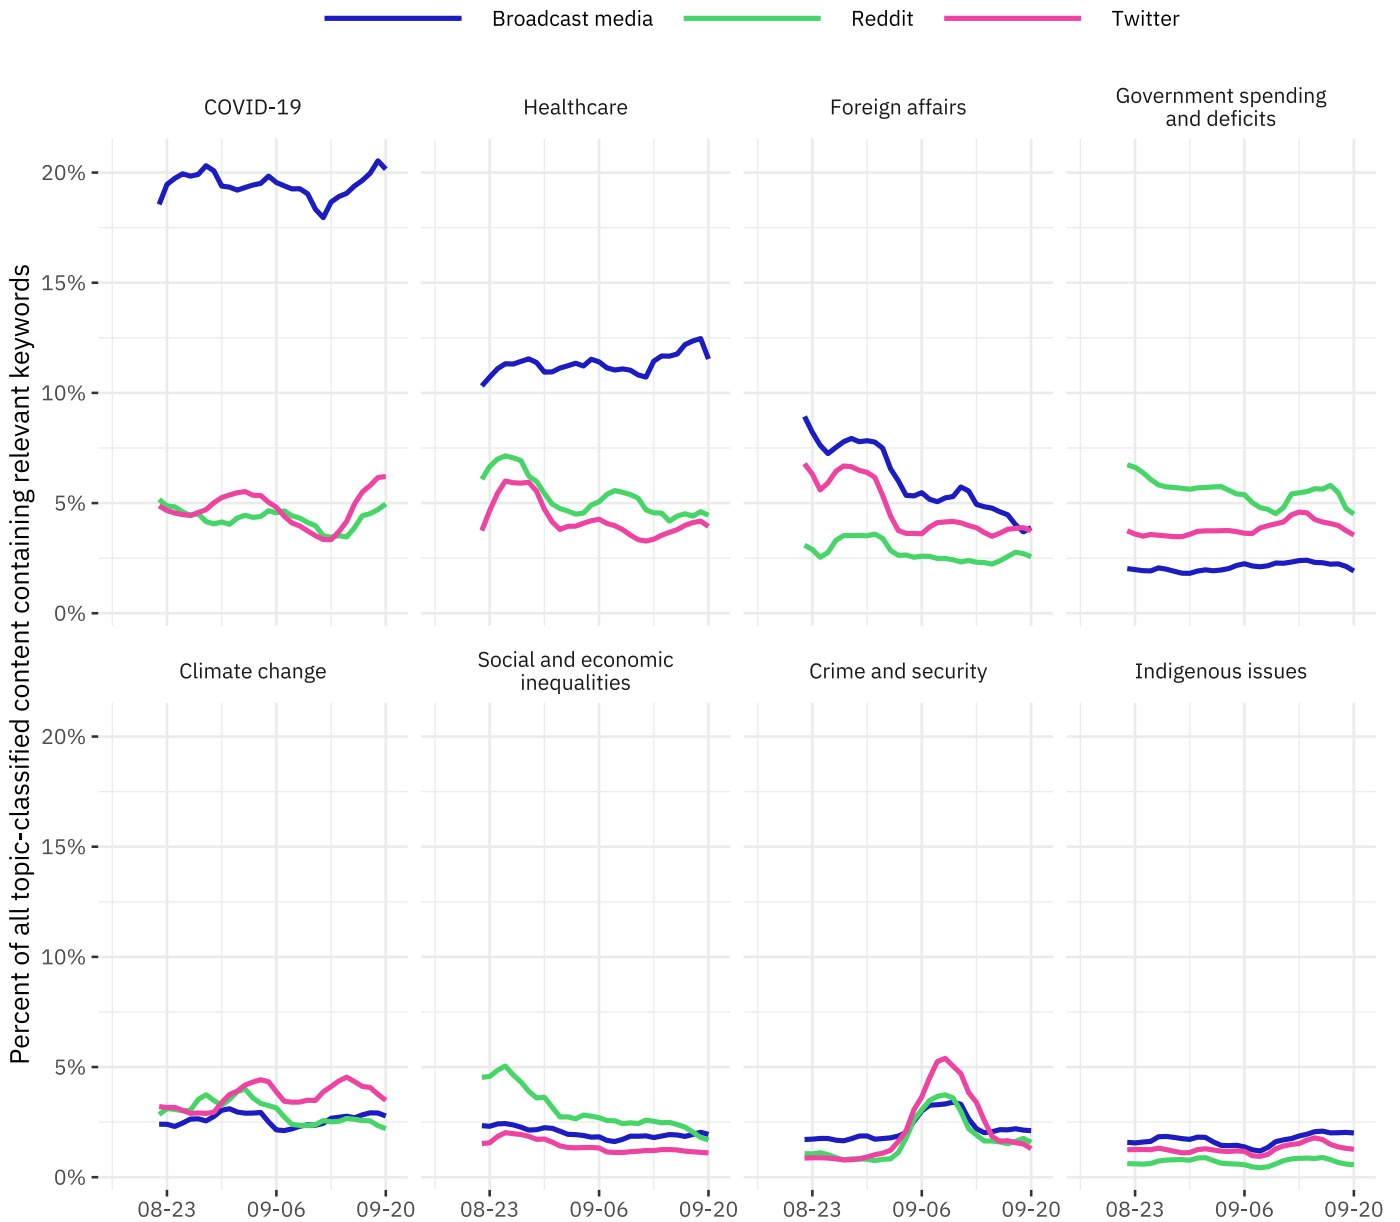 Broadcast media
Reddit
Twitter
COVID-19
Healthcare
Foreign affairs
Government spending
and deficits
Percent of all topic-classified content containing relevant keywords
20%
15%
10%
5%
0%
Climate change
Social and economic
inequalities
Crime and security
Indigenous issues
20%
15%
10%
5%
0%
08-23
09-06
09-20
08-23
09-06
09-20
08-23
09-06
09-20
08-23
09-06
09-20